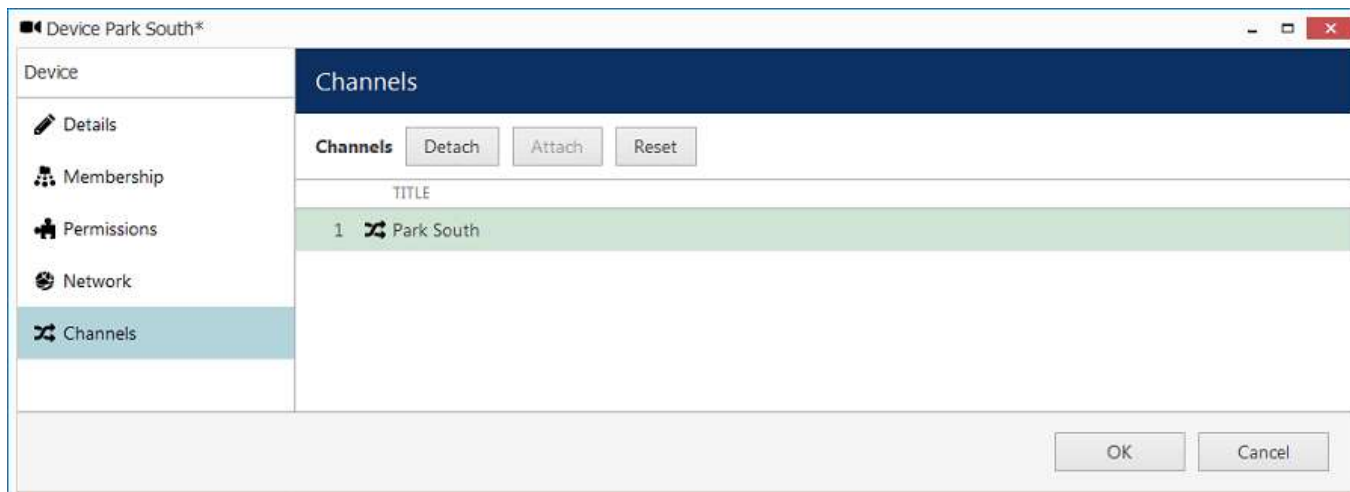 Device Park South*
Device
Details
Membership
Permissions
Network
Channels
Channels
Channels Detach Attach Reset
TITLE
1 Park South
OK Cancel